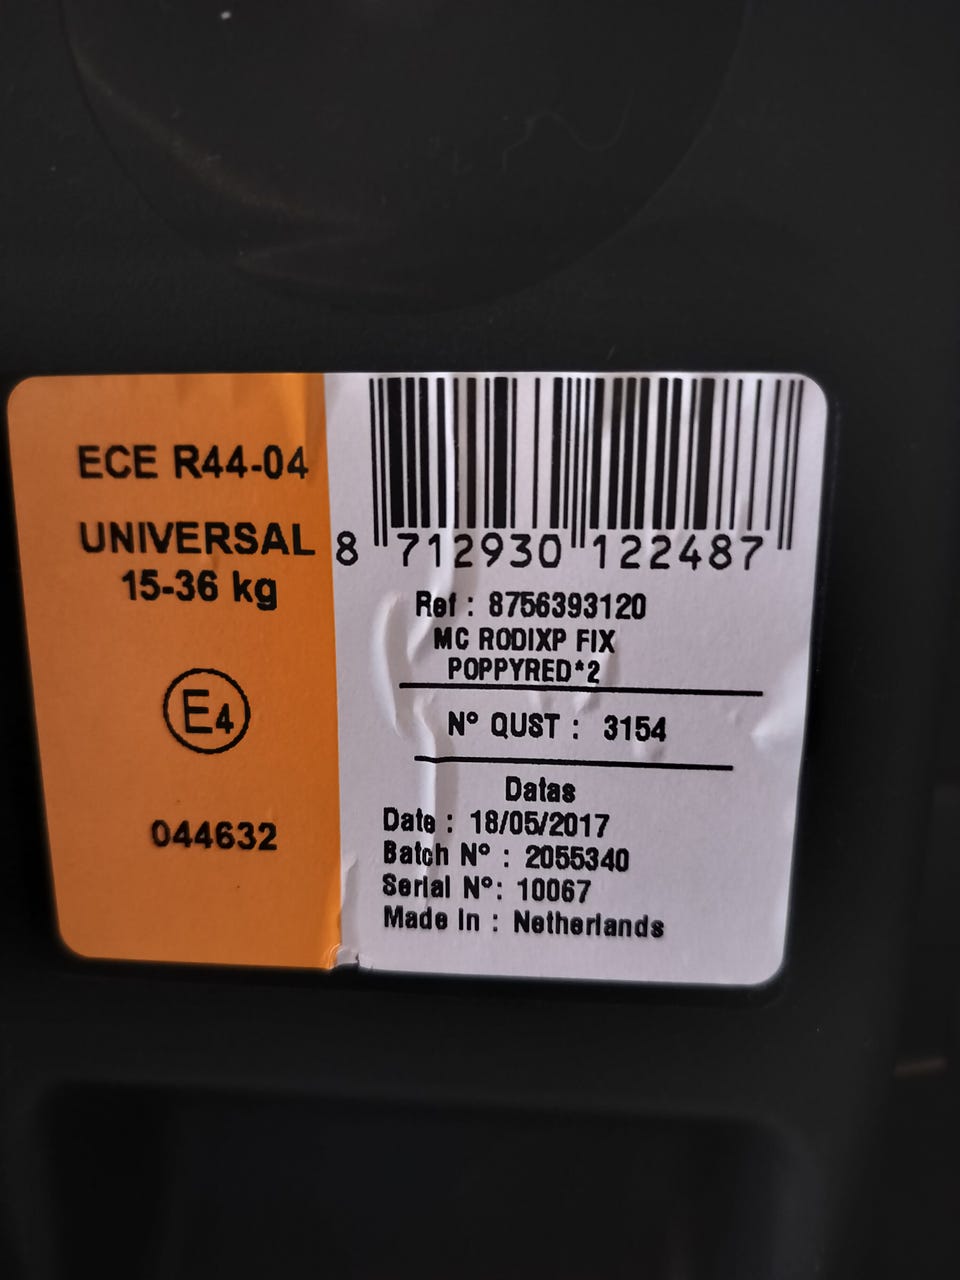 ECE R44-04
UNIVERSAL
15-36 kg
E4
044632
8 712930 122487
Ref : 8756393120
MC RODIXP FIX
POPPYRED*2
N° QUST : 3154
Datas
Date : 18/05/2017
Batch N° : 2055340
Serial N°: 10067
Made In : Netherlands